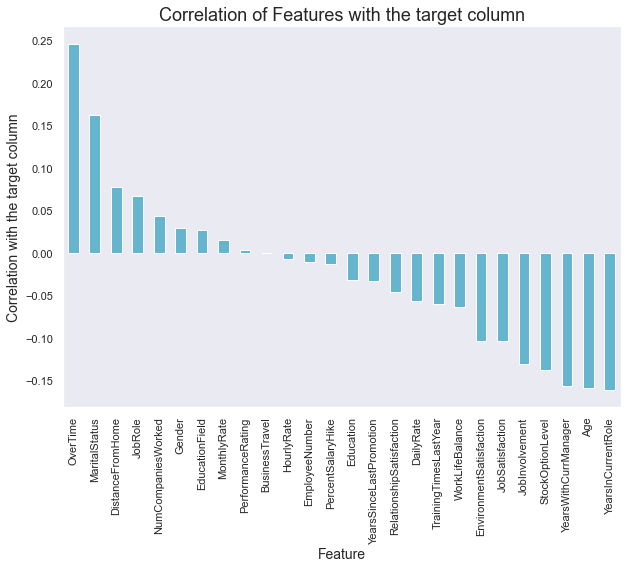 Correlation of Features with the target column
Correlation with the target column
0.25
0.20
0.15
0.10
0.05
0.00
−0.05
−0.10
−0.15
OverTime
MaritalStatus
DistanceFromHome
JobRole
NumCompaniesWorked
Gender
EducationField
MonthlyRate
PerformanceRating
BusinessTravel
HourlyRate
EmployeeNumber
PercentSalaryHike
Education
YearsSinceLastPromotion
RelationshipSatisfaction
DailyRate
TrainingTimesLastYear
WorkLifeBalance
EnvironmentSatisfaction
JobSatisfaction
JobInvolvement
StockOptionLevel
YearsWithCurrManager
Age
YearsInCurrentRole
Feature